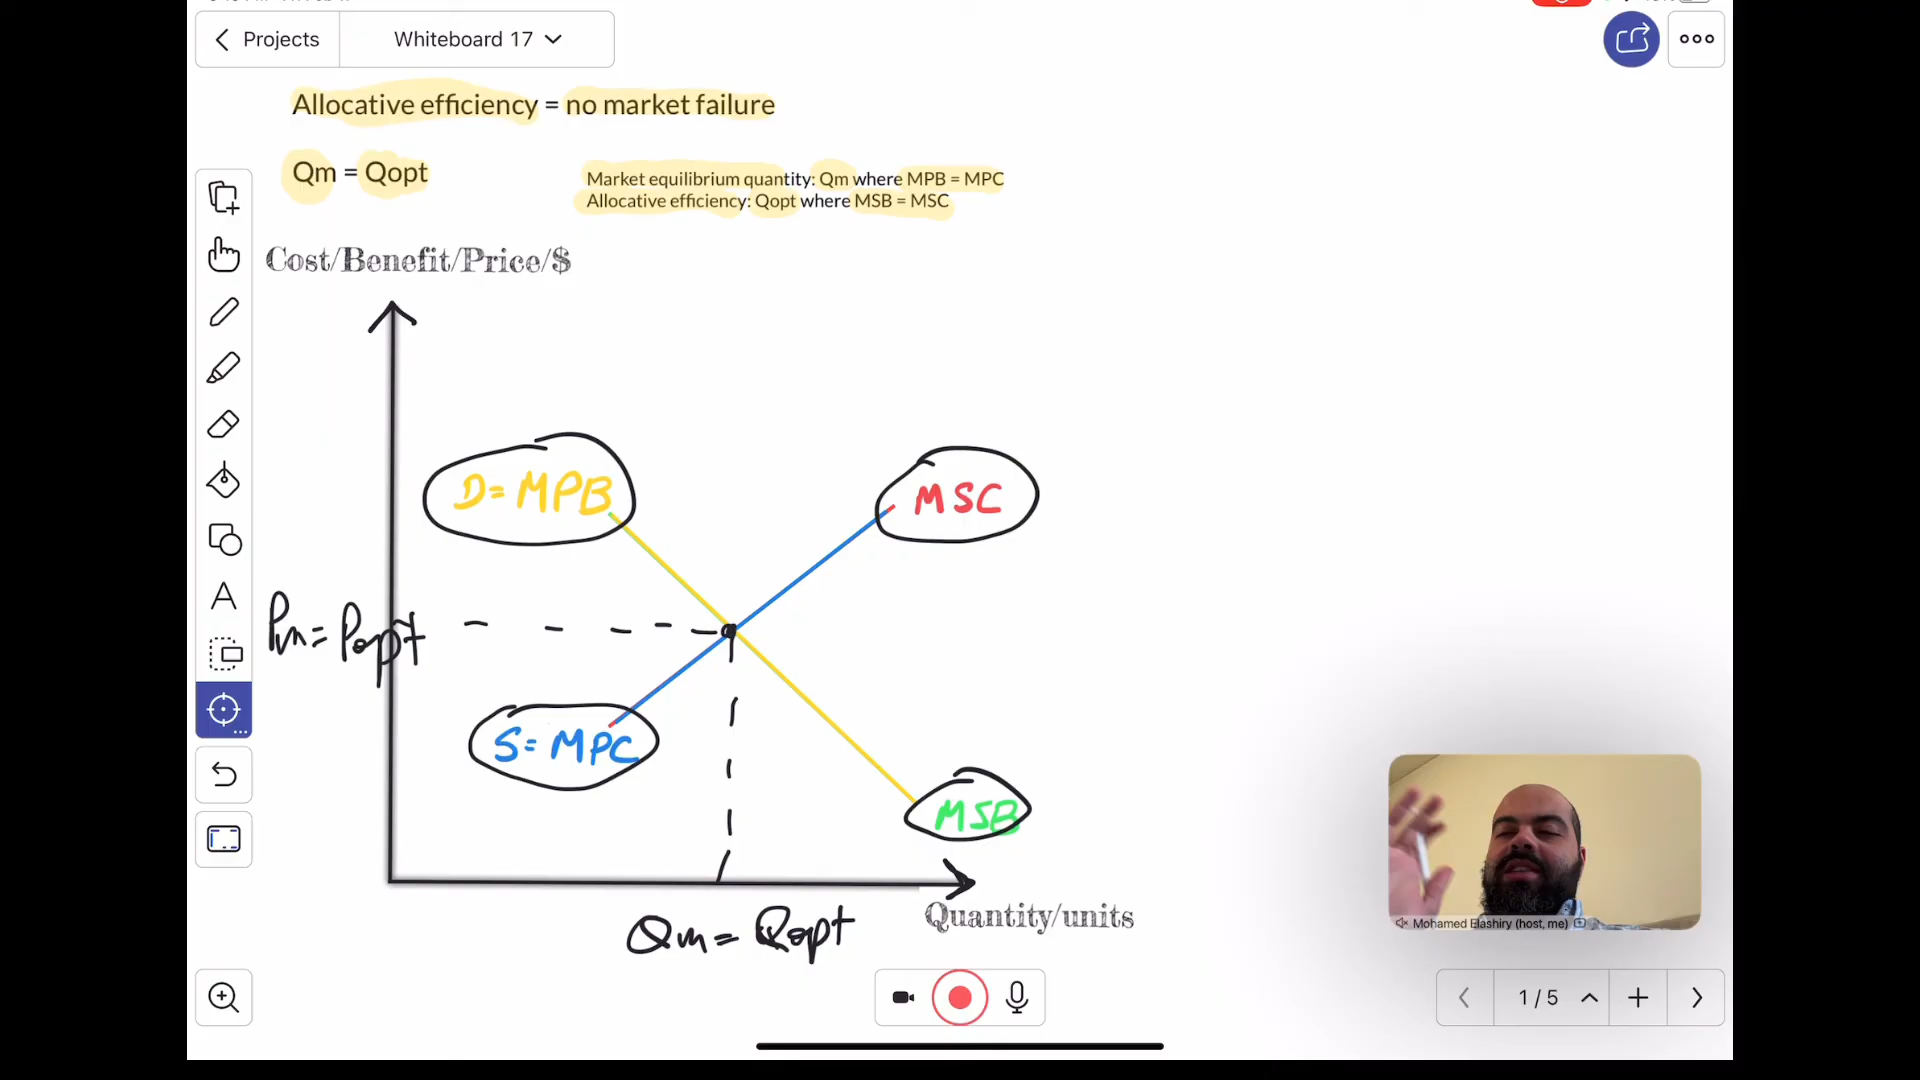 Projects
Whiteboard 17
Allocative efficiency = no market failure
Qm = Qopt
Market equilibrium quantity: Qm where MPB = MPC
Allocative efficiency: Qopt where MSB = MSC
Cost/Benefit/Price/$
D= MPB
MSC
Pm= Popt
S= MPC
MSB
Quantity/units
Qm= Qopt
Mohamed Elashiry (host, me)
1 / 5